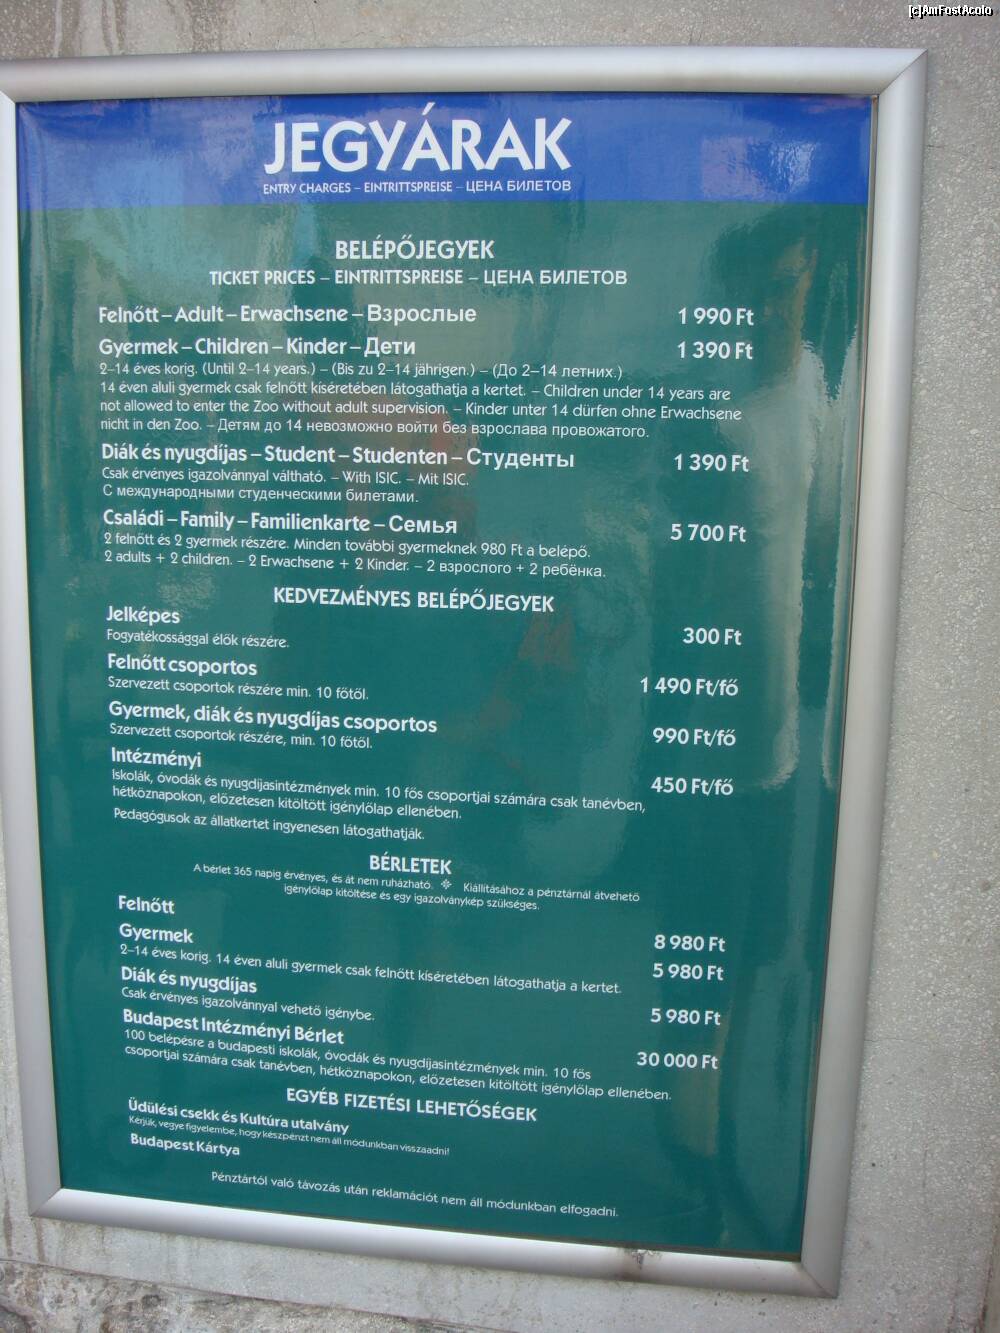 [c]AmFostAcolo
JEGYÁRAK
ENTRY CHARGES – EINTRITTSPREISE – ЦЕНА БИЛЕТОВ
BELÉPŐJEGYEK
TICKET PRICES – EINTRITTSPREISE – ЦЕНА БИЛЕТОВ
Felnőtt – Adult – Erwachsene – Взрослые 1 990 Ft
Gyermek – Children – Kinder – Дети 1 390 Ft
2–14 éves korig. (Until 2–14 years.) – (Bis zu 2–14 jährigen.) – (До 2–14 летних.)
14 éven aluli gyermek csak felnőtt kíséretében látogathatja a kertet. – Children under 14 years are
not allowed to enter the Zoo without adult supervision. – Kinder unter 14 dürfen ohne Erwachsene
nicht in den Zoo. – Детям до 14 невозможно войти без взрослава провожатого.
Diák és nyugdíjas – Student – Studenten – Студенты 1 390 Ft
Csak érvényes igazolvánnyal váltható. – With ISIC. – Mit ISIC.
С международными студенческими билетами.
Családi – Family – Familienkarte – Семья 5 700 Ft
2 felnőtt és 2 gyermek részére. Minden további gyermeknek 980 Ft a belépő.
2 adults + 2 children. – 2 Erwachsene + 2 Kinder. – 2 взрослого + 2 ребёнка.
KEDVEZMÉNYES BELÉPŐJEGYEK
Jelképes 300 Ft
Fogyatékossággal élők részére.
Felnőtt csoportos 1 490 Ft/fő
Szervezett csoportok részére min. 10 főtől.
Gyermek, diák és nyugdíjas csoportos 990 Ft/fő
Szervezett csoportok részére, min. 10 főtől.
Intézményi 450 Ft/fő
Iskolák, óvodák és nyugdíjasintézmények min. 10 fős csoportjai számára csak tanévben,
hétköznapokon, előzetesen kitöltött igénylőlap ellenében.
Pedagógusok az állatkertet ingyenesen látogathatják.
BÉRLETEK
A bérlet 365 napig érvényes, és át nem ruházható. ❉ Kiállításához a pénztárnál átvehető
igénylőlap kitöltése és egy igazolványkép szükséges.
Felnőtt 8 980 Ft
Gyermek 5 980 Ft
2–14 éves korig. 14 éven aluli gyermek csak felnőtt kíséretében látogathatja a kertet.
Diák és nyugdíjas 5 980 Ft
Csak érvényes igazolvánnyal vehető igénybe.
Budapest Intézményi Bérlet 30 000 Ft
100 belépésre a budapesti iskolák, óvodák és nyugdíjasintézmények min. 10 fős
csoportjai számára csak tanévben, hétköznapokon, előzetesen kitöltött igénylőlap ellenében.
EGYÉB FIZETÉSI LEHETŐSÉGEK
Üdülési csekk és Kultúra utalvány
Kérjük, vegye figyelembe, hogy készpénzt nem áll módunkban visszaadni!
Budapest Kártya
Pénztártól való távozás után reklamációt nem áll módunkban elfogadni.